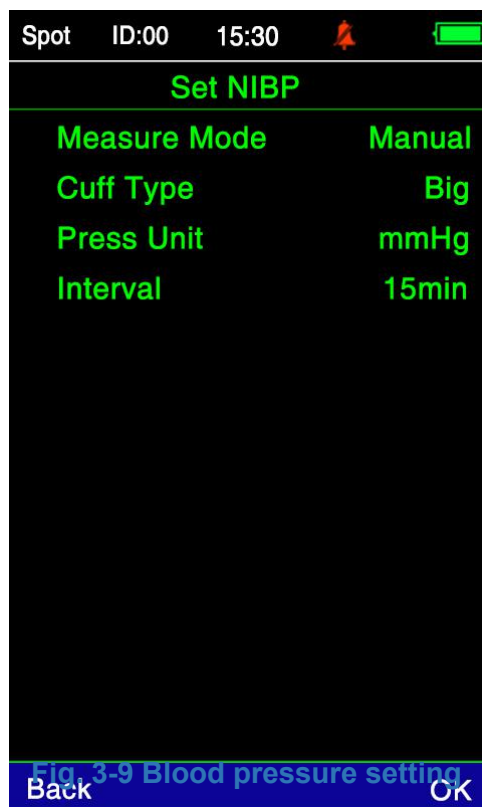 Spot ID:00 15:30
Set NIBP
Measure Mode Manual
Cuff Type Big
Press Unit mmHg
Interval 15min
Fig. 3-9 Blood pressure setting
Back OK